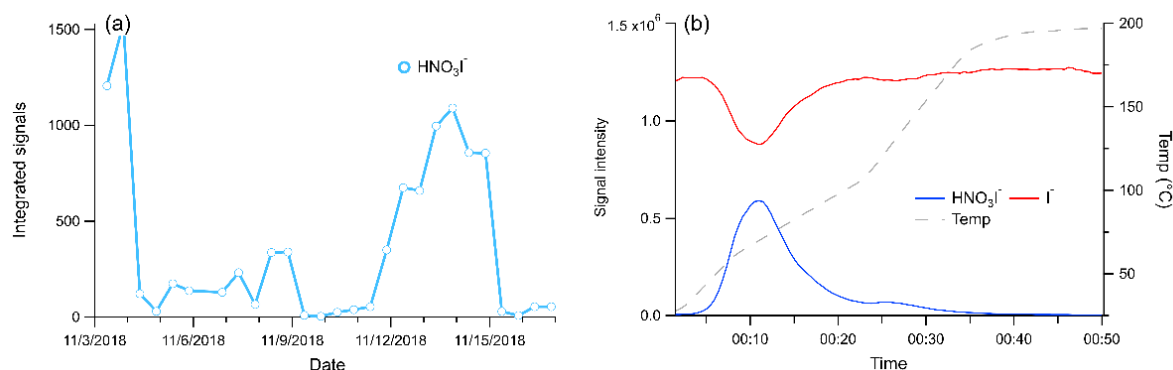 (a)
1500
1000
500
0
Integrated signals
HNO₃I⁻
11/3/2018 11/6/2018 11/9/2018 11/12/2018 11/15/2018
Date
(b)
1.5 x10⁶
1.0
0.5
0.0
Signal intensity
200
150
100
50
Temp (°C)
HNO₃I⁻ I⁻
Temp
00:10 00:20 00:30 00:40 00:50
Time